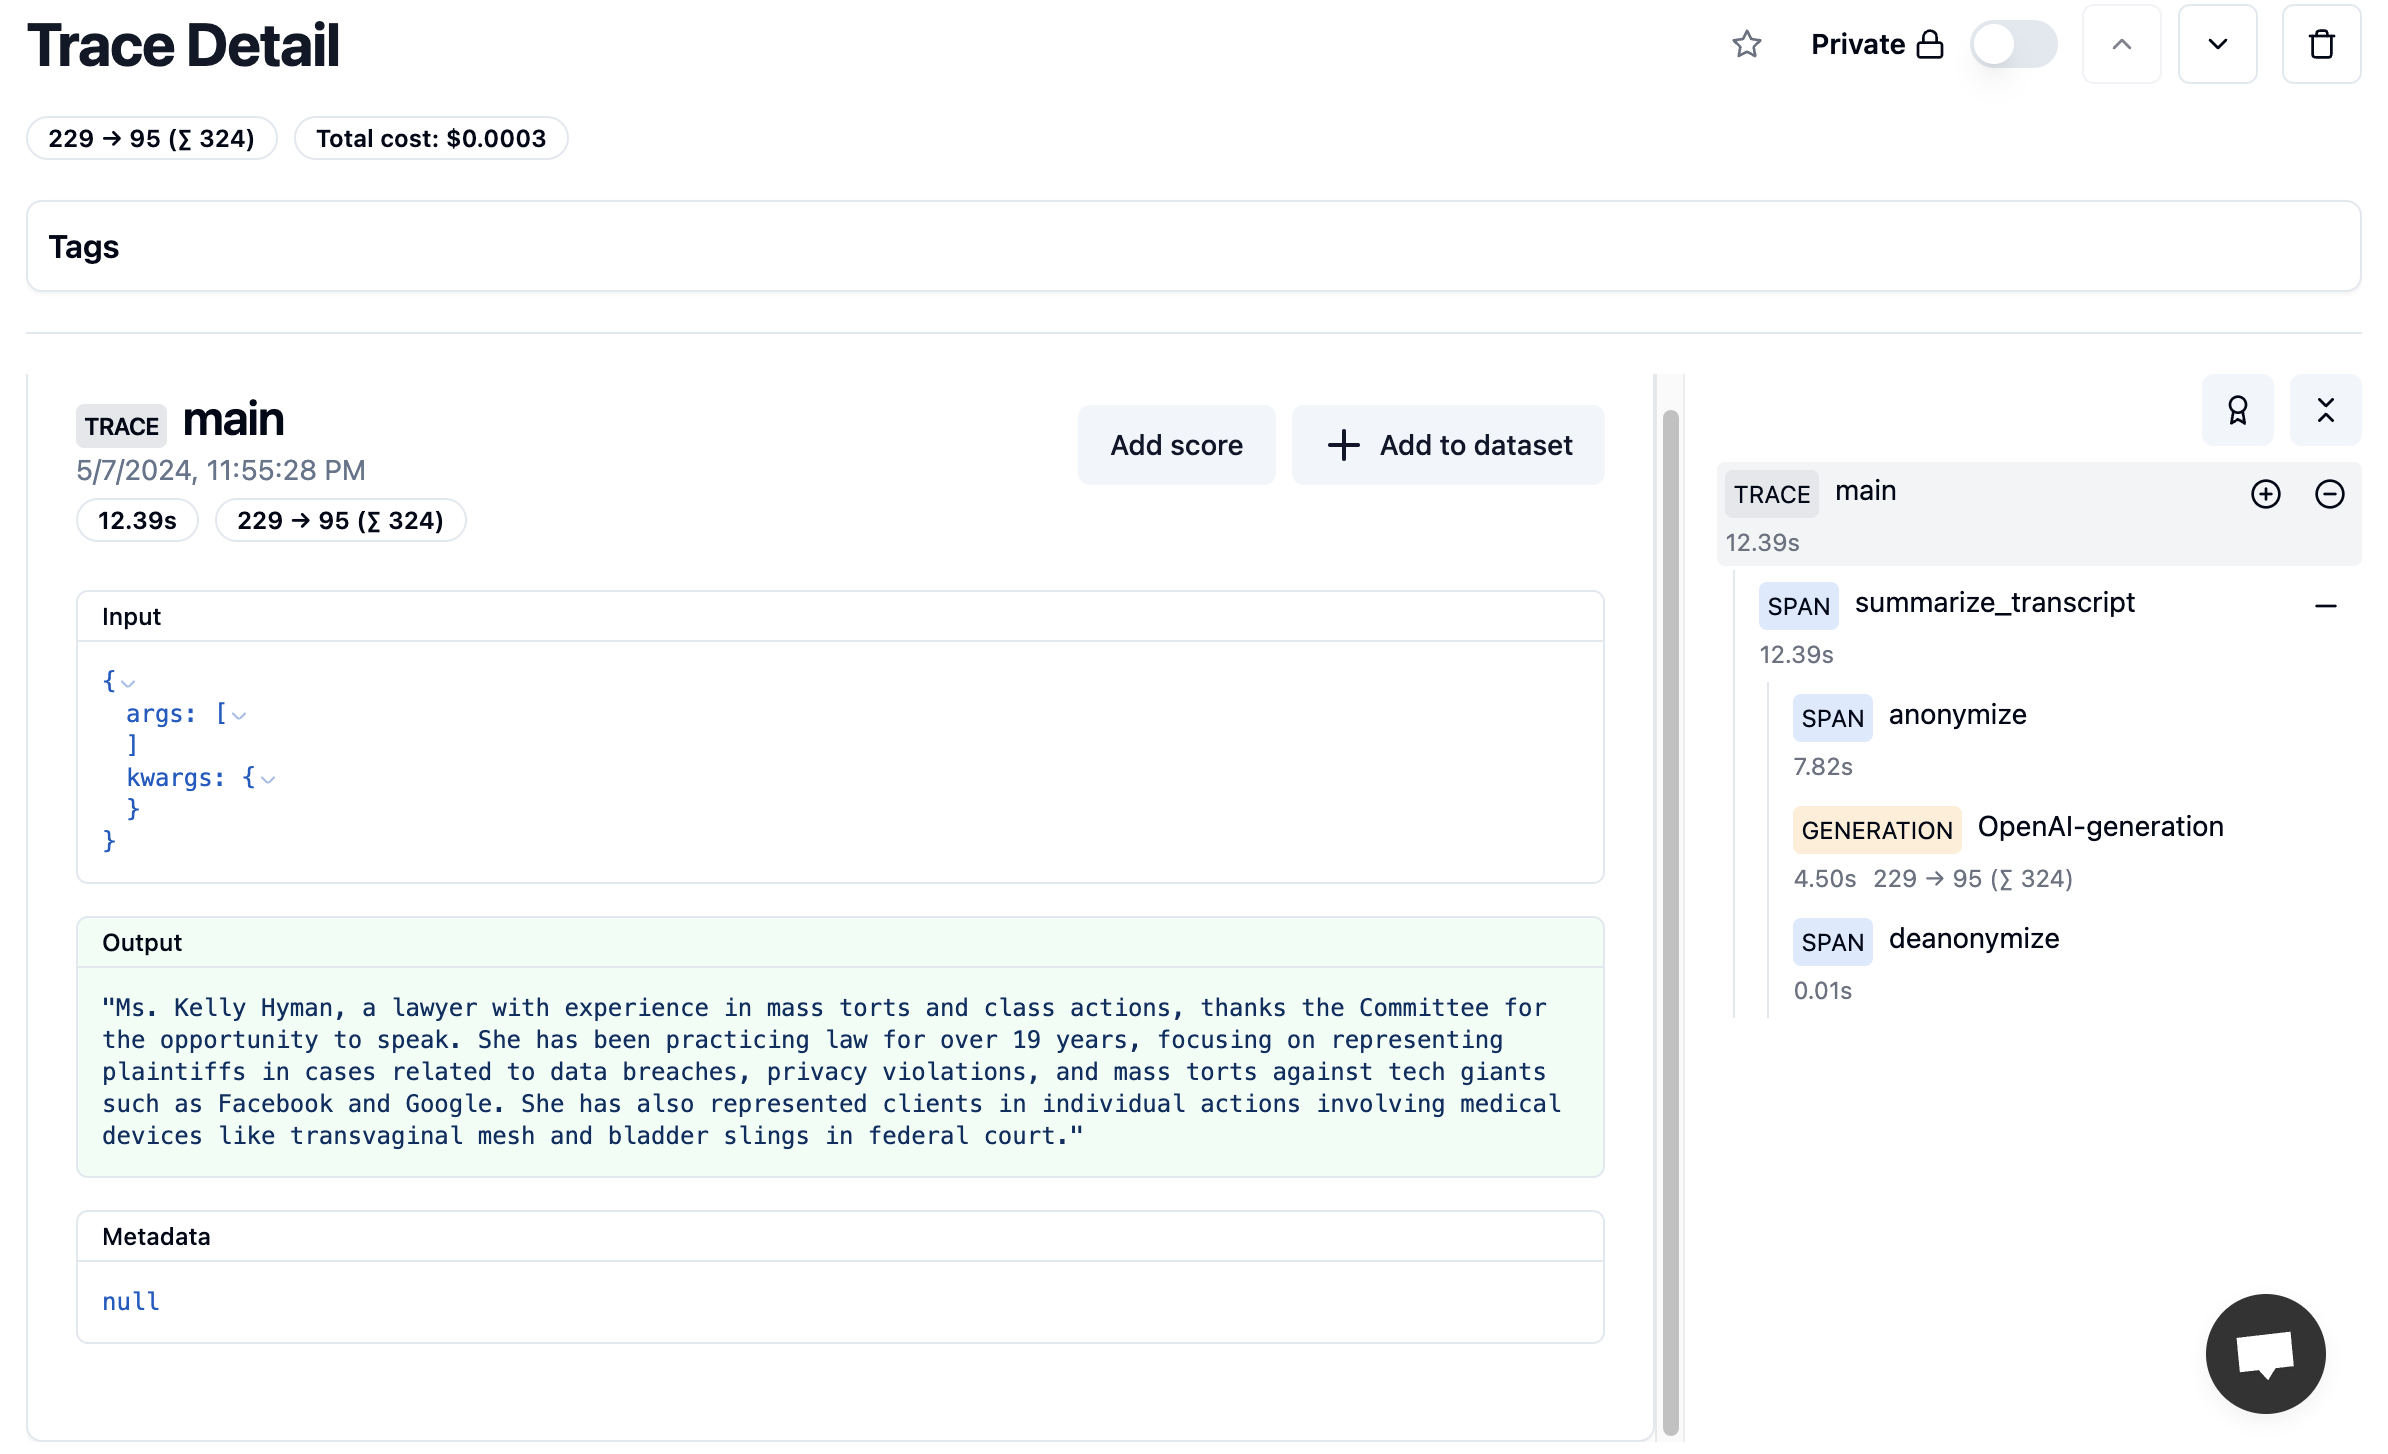 Trace Detail
Private
229 → 95 (∑ 324)
Total cost: $0.0003
Tags
TRACE main
5/7/2024, 11:55:28 PM
12.39s
229 → 95 (∑ 324)
Add score
Add to dataset
Input
{
args: [
]
kwargs: {
}
}
Output
"Ms. Kelly Hyman, a lawyer with experience in mass torts and class actions, thanks the Committee for
the opportunity to speak. She has been practicing law for over 19 years, focusing on representing
plaintiffs in cases related to data breaches, privacy violations, and mass torts against tech giants
such as Facebook and Google. She has also represented clients in individual actions involving medical
devices like transvaginal mesh and bladder slings in federal court."
Metadata
null
TRACE main
12.39s
SPAN summarize_transcript
12.39s
SPAN anonymize
7.82s
GENERATION OpenAI-generation
4.50s 229 → 95 (∑ 324)
SPAN deanonymize
0.01s